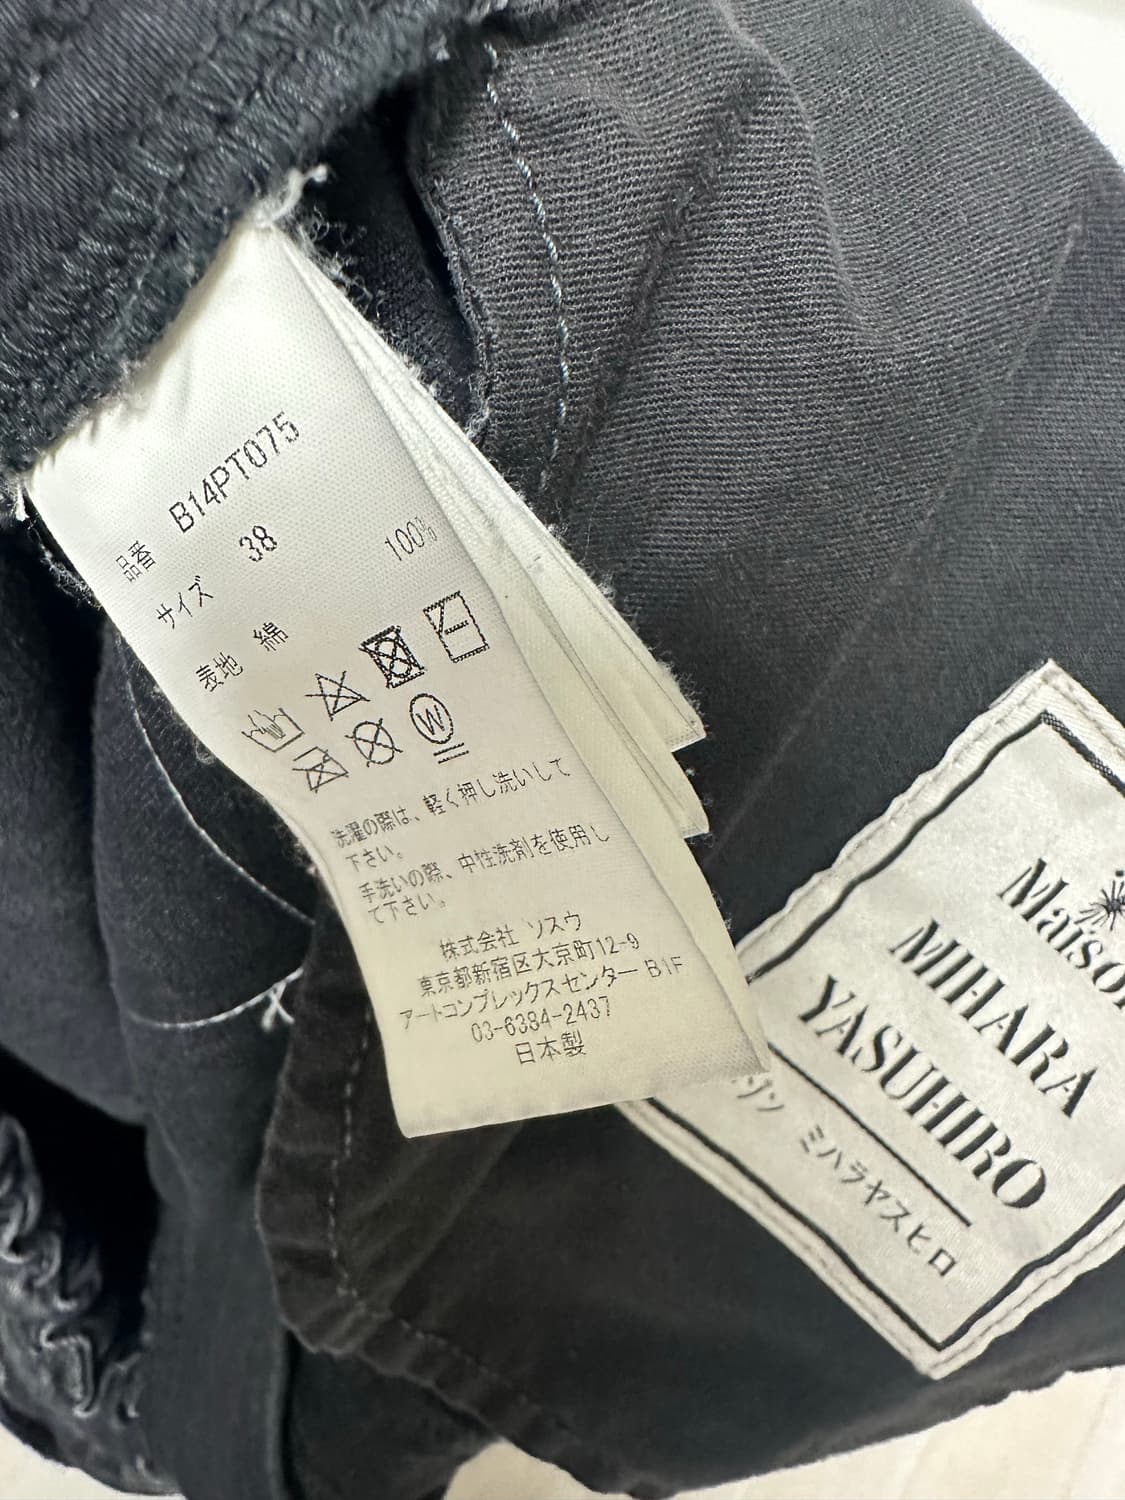 品番 B14PT075
サイズ 38
表地 綿 100%
W
洗濯の際は、軽く押し洗いして
下さい。
手洗いの際、中性洗剤を使用し
て下さい。
株式会社 ソスウ
東京都新宿区大京町12-9
アートコンプレックスセンター B1F
03-6384-2437
日本製
Maison
MIHARA
YASUHIRO
ゾン ミハラヤスヒロ